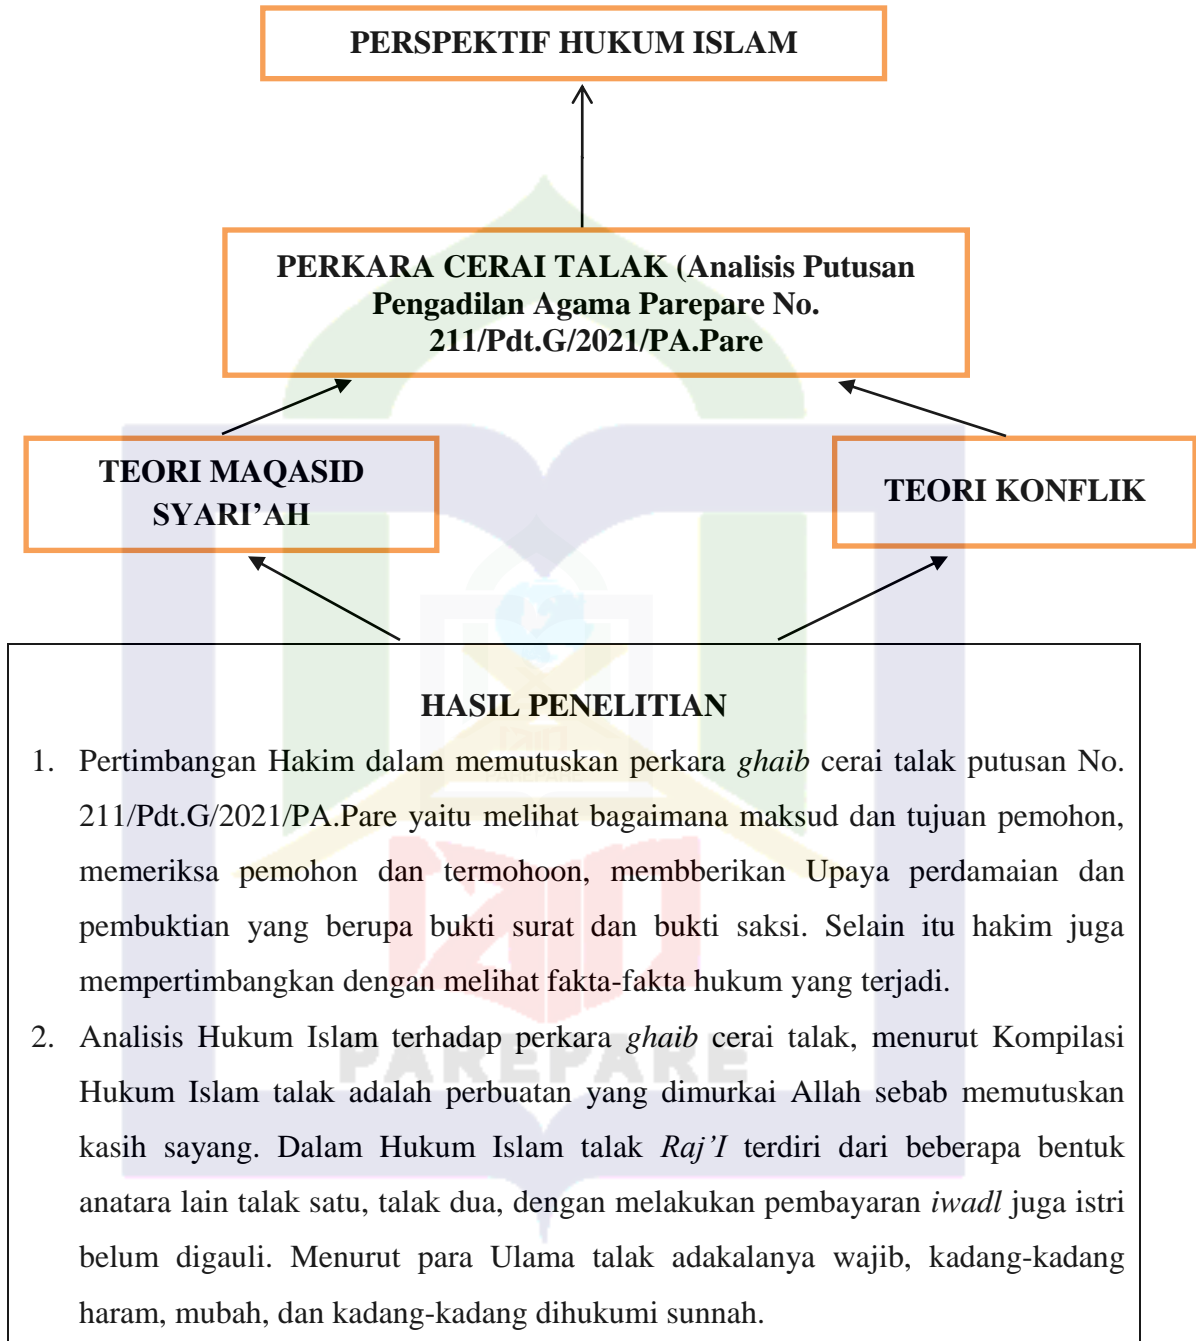 PERSPEKTIF HUKUM ISLAM
PERKARA CERAI TALAK (Analisis Putusan
Pengadilan Agama Parepare No.
211/Pdt.G/2021/PA.Pare
TEORI MAQASID
SYARI’AH
TEORI KONFLIK
HASIL PENELITIAN
1. Pertimbangan Hakim dalam memutuskan perkara ghaib cerai talak putusan No.
211/Pdt.G/2021/PA.Pare yaitu melihat bagaimana maksud dan tujuan pemohon,
memeriksa pemohon dan termohoon, membberikan Upaya perdamaian dan
pembuktian yang berupa bukti surat dan bukti saksi. Selain itu hakim juga
mempertimbangkan dengan melihat fakta-fakta hukum yang terjadi.
2. Analisis Hukum Islam terhadap perkara ghaib cerai talak, menurut Kompilasi
Hukum Islam talak adalah perbuatan yang dimurkai Allah sebab memutuskan
kasih sayang. Dalam Hukum Islam talak Raj’I terdiri dari beberapa bentuk
anatara lain talak satu, talak dua, dengan melakukan pembayaran iwadl juga istri
belum digauli. Menurut para Ulama talak adakalanya wajib, kadang-kadang
haram, mubah, dan kadang-kadang dihukumi sunnah.
PAREPARE